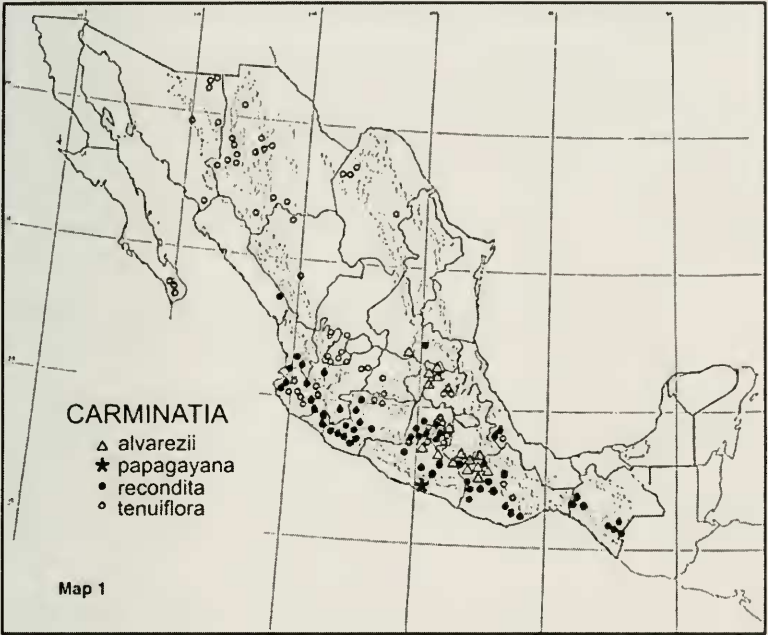 CARMINATIA
△ alvarezii
★ papagayana
● recondita
○ tenuiflora
Map 1